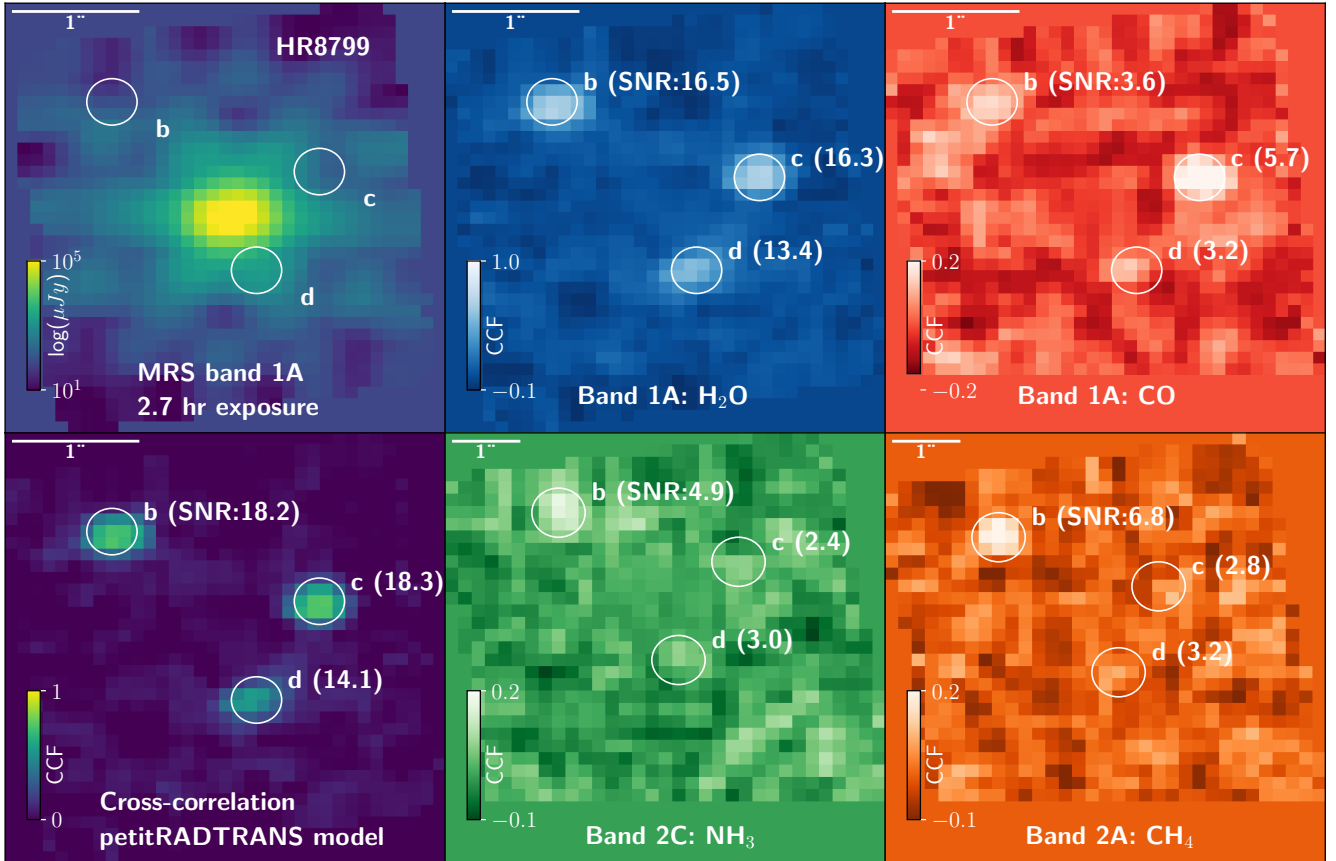 1"
HR8799
b
c
d
10⁵
log(μJy)
10¹
MRS band 1A
2.7 hr exposure
1"
b (SNR:16.5)
c (16.3)
d (13.4)
1.0
CCF
−0.1
Band 1A: H₂O
1"
b (SNR:3.6)
c (5.7)
d (3.2)
0.2
CCF
−0.2
Band 1A: CO
1"
b (SNR:18.2)
c (18.3)
d (14.1)
1
CCF
0
Cross-correlation
petitRADTRANS model
1"
b (SNR:4.9)
c (2.4)
d (3.0)
0.2
CCF
−0.1
Band 2C: NH₃
1"
b (SNR:6.8)
c (2.8)
d (3.2)
0.2
CCF
−0.1
Band 2A: CH₄